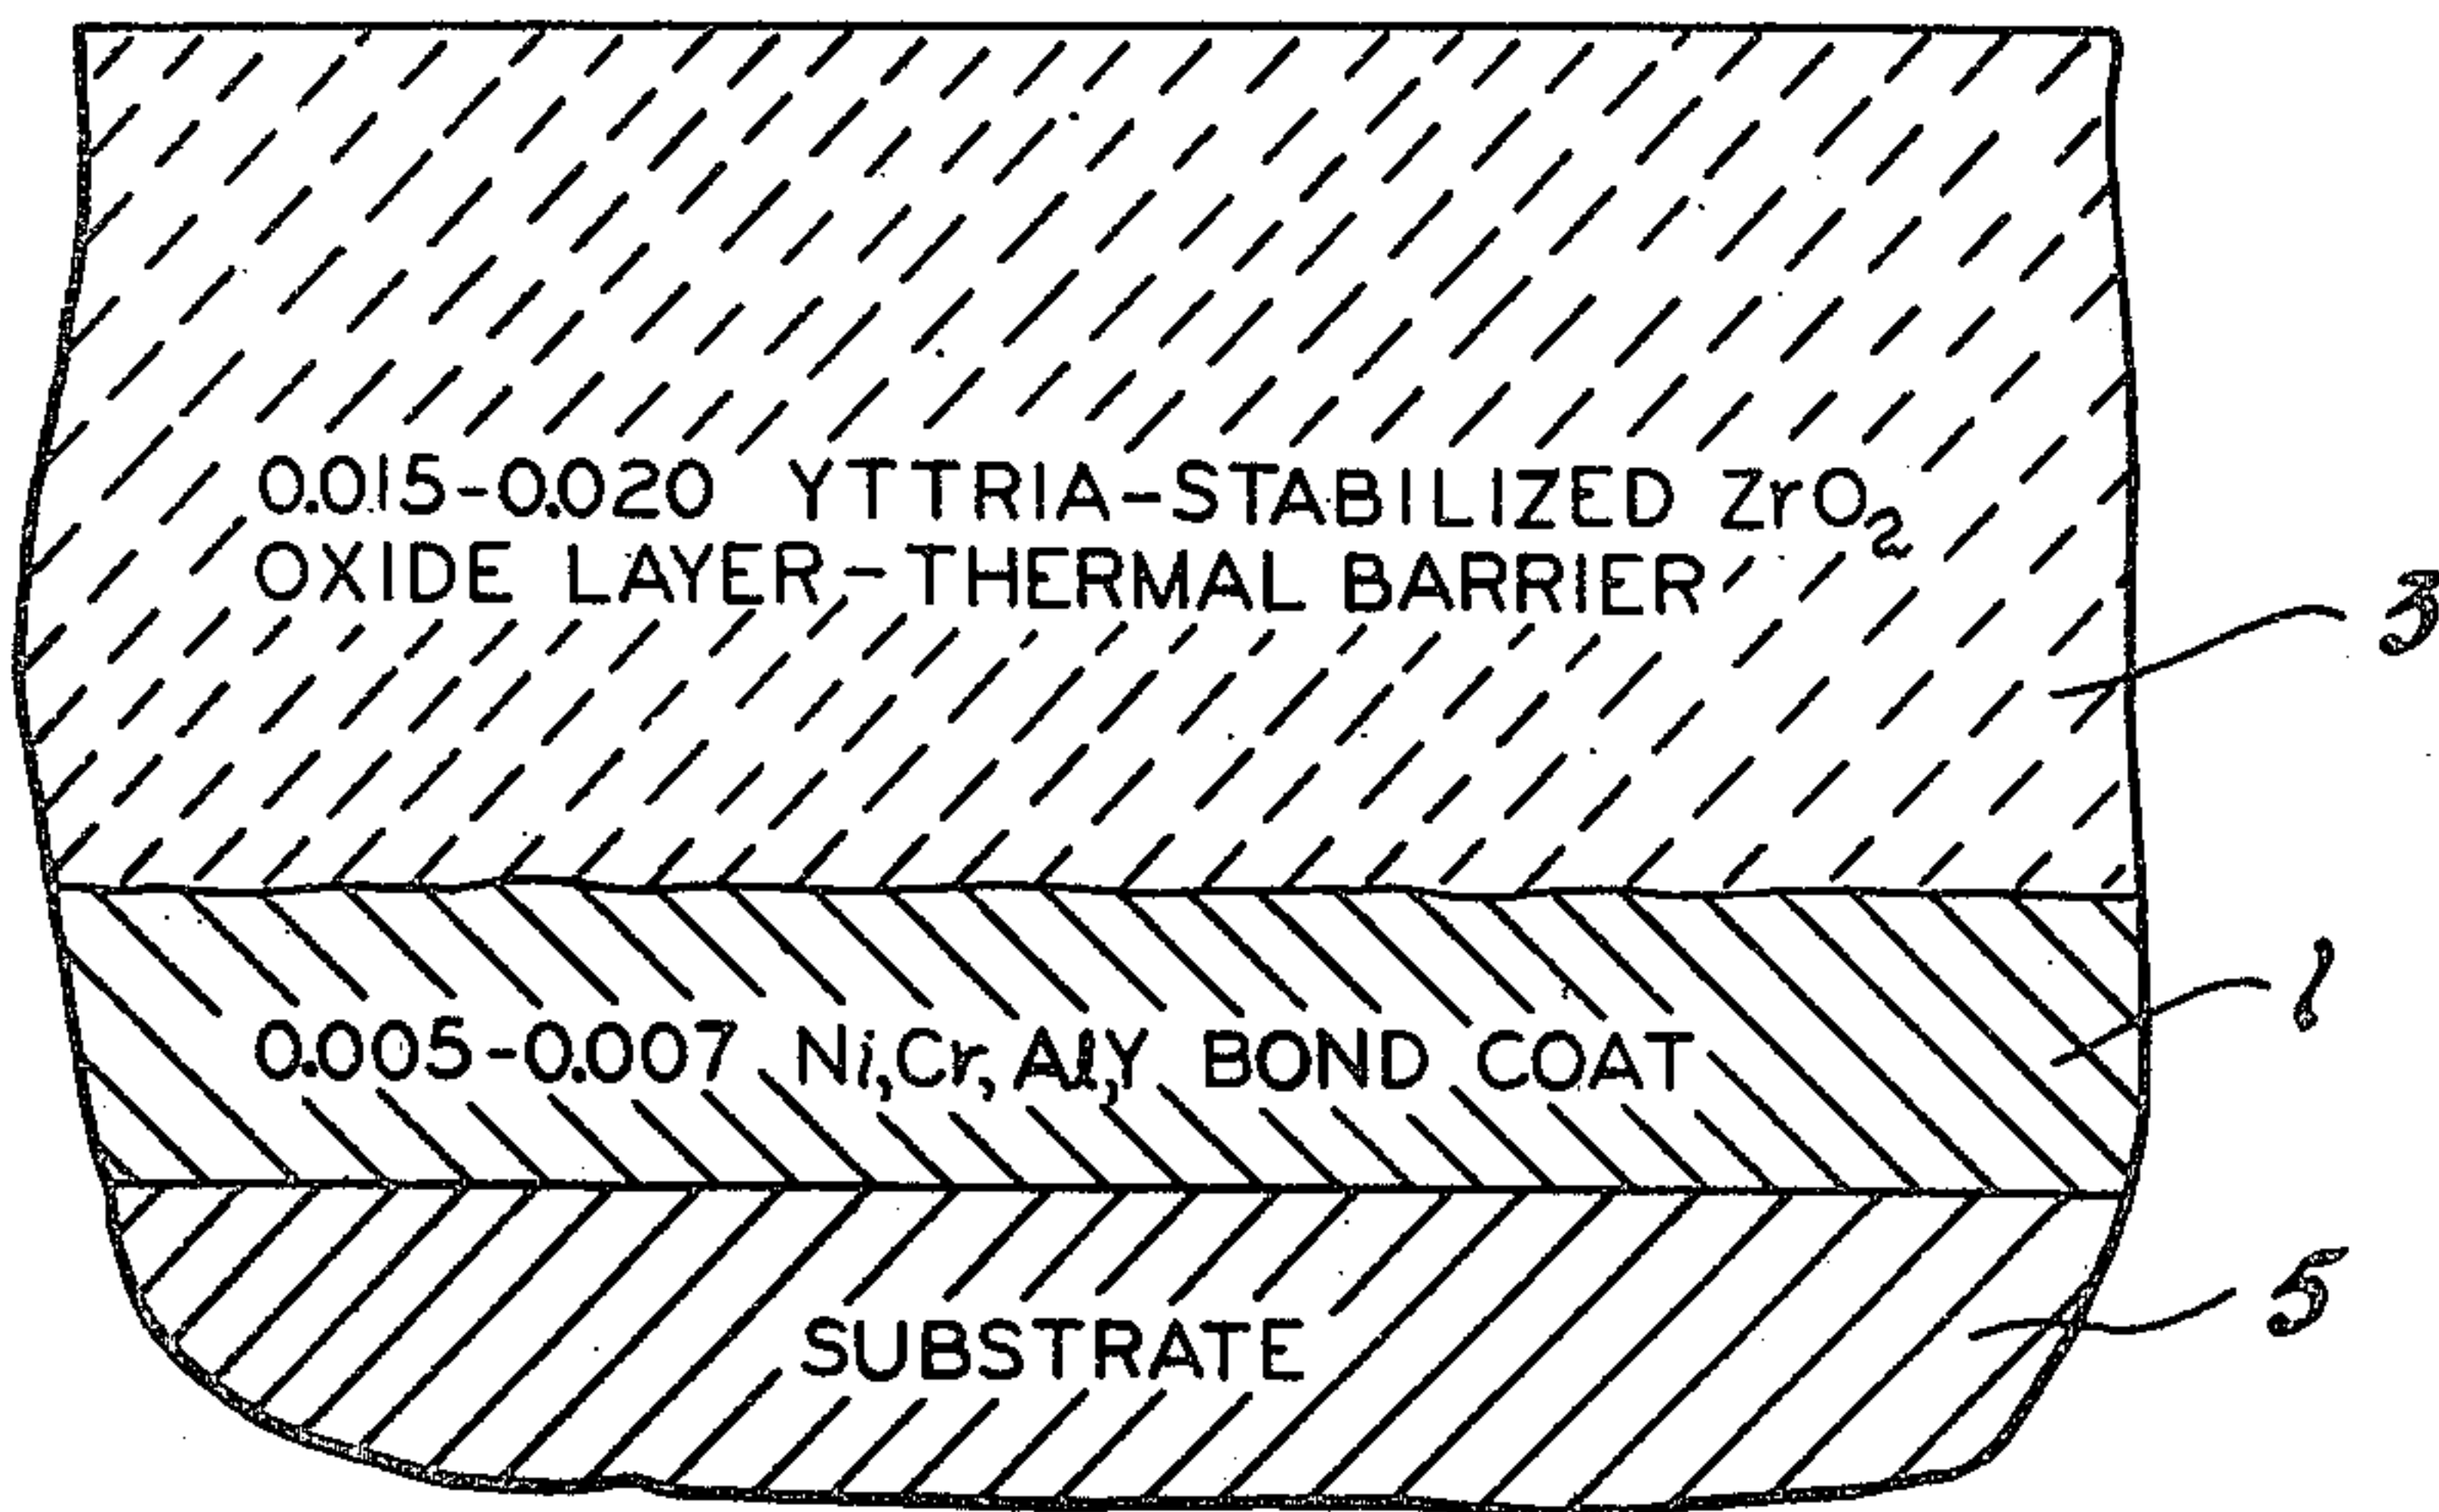 0.015-0.020 YTTRIA-STABILIZED ZrO₂
OXIDE LAYER-THERMAL BARRIER
3
0.005-0.007 Ni,Cr,Al,Y BOND COAT
1
SUBSTRATE
5